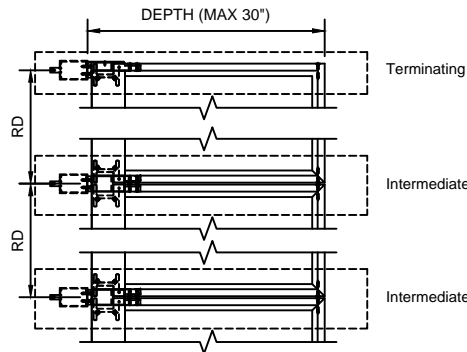 DEPTH (MAX 30")
Terminating
RD
Intermediate
RD
Intermediate